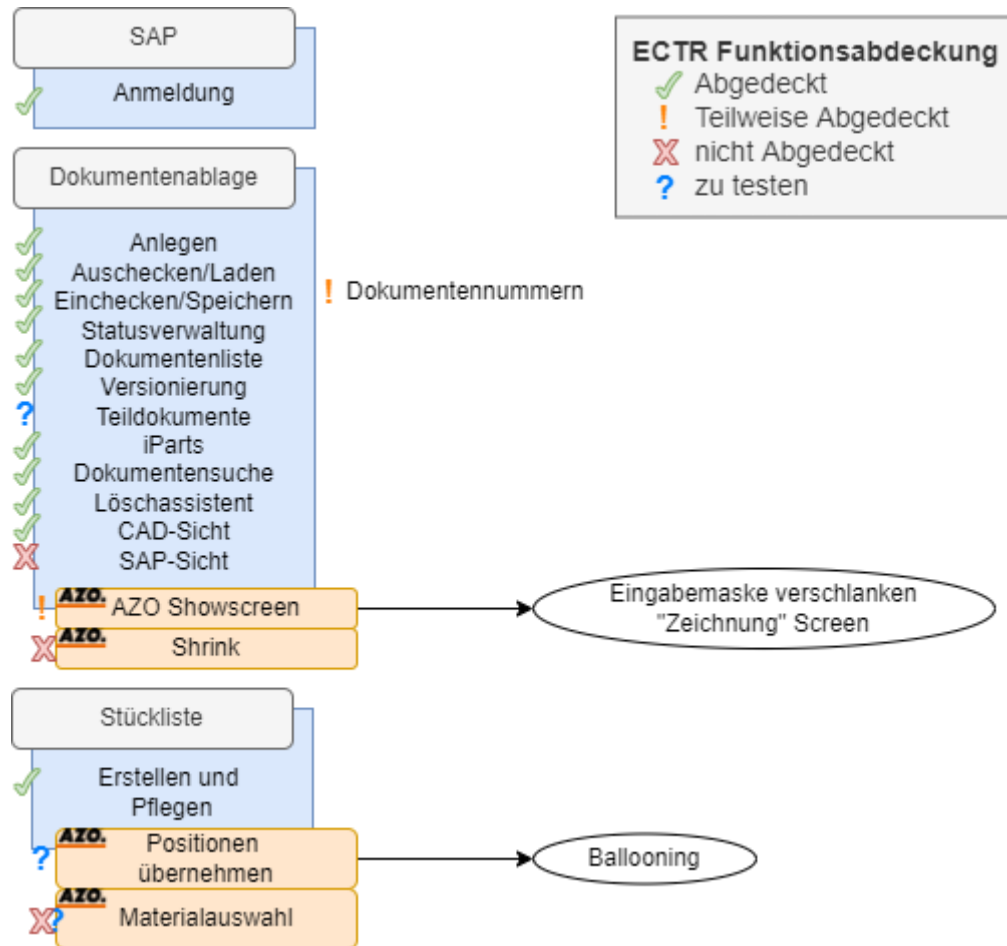 SAP
Anmeldung
ECTR Funktionsabdeckung
Abgedeckt
! Teilweise Abgedeckt
nicht Abgedeckt
? zu testen
Dokumentenablage
Anlegen
Auschecken/Laden
Einchecken/Speichern
! Dokumentennummern
Statusverwaltung
Dokumentenliste
Versionierung
? Teildokumente
iParts
Dokumentensuche
Löschassistent
CAD-Sicht
SAP-Sicht
AZO.
! AZO Showscreen
Eingabemaske verschlanken
"Zeichnung" Screen
AZO.
Shrink
Stückliste
Erstellen und
Pflegen
AZO.
? Positionen
übernehmen
Ballooning
AZO.
? Materialauswahl